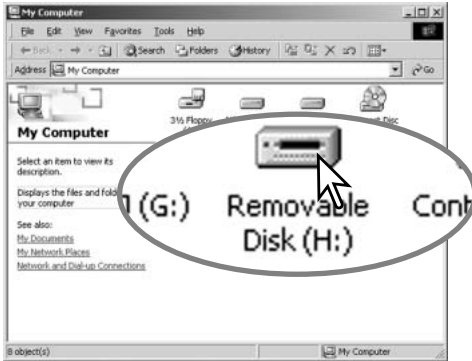 My Computer
File Edit View Favorites Tools Help
Back Search Folders History
Address My Computer Go
3½ Floppy Disc
My Computer
Select an item to view its
description.
Displays the files and
your computer
See also:
My Documents
My Network Places
Network and Dial-up Connections
(G:) Removable
Disk (H:)
8 object(s) My Computer